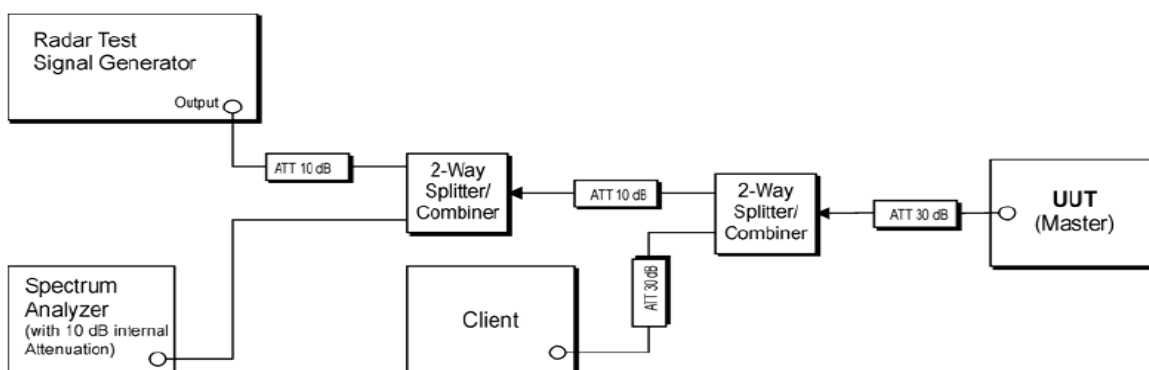 Radar Test
Signal Generator
Output
ATT 10 dB
2-Way
Splitter/
Combiner
ATT 10 dB
2-Way
Splitter/
Combiner
ATT 30 dB
UUT
(Master)
Spectrum
Analyzer
(with 10 dB internal
Attenuation)
Client
ATT 30 dB